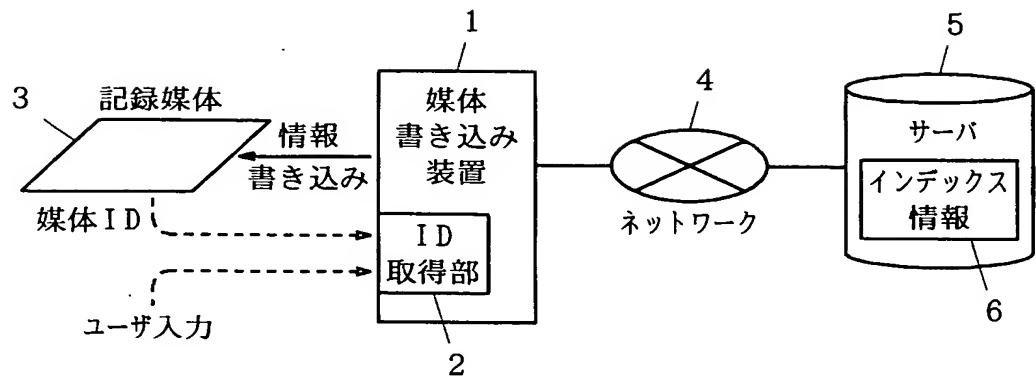 1
媒体
書き込み
装置
ID
取得部
2
3
記録媒体
情報
書き込み
媒体ID
ユーザ入力
4
ネットワーク
5
サーバ
インデックス
情報
6